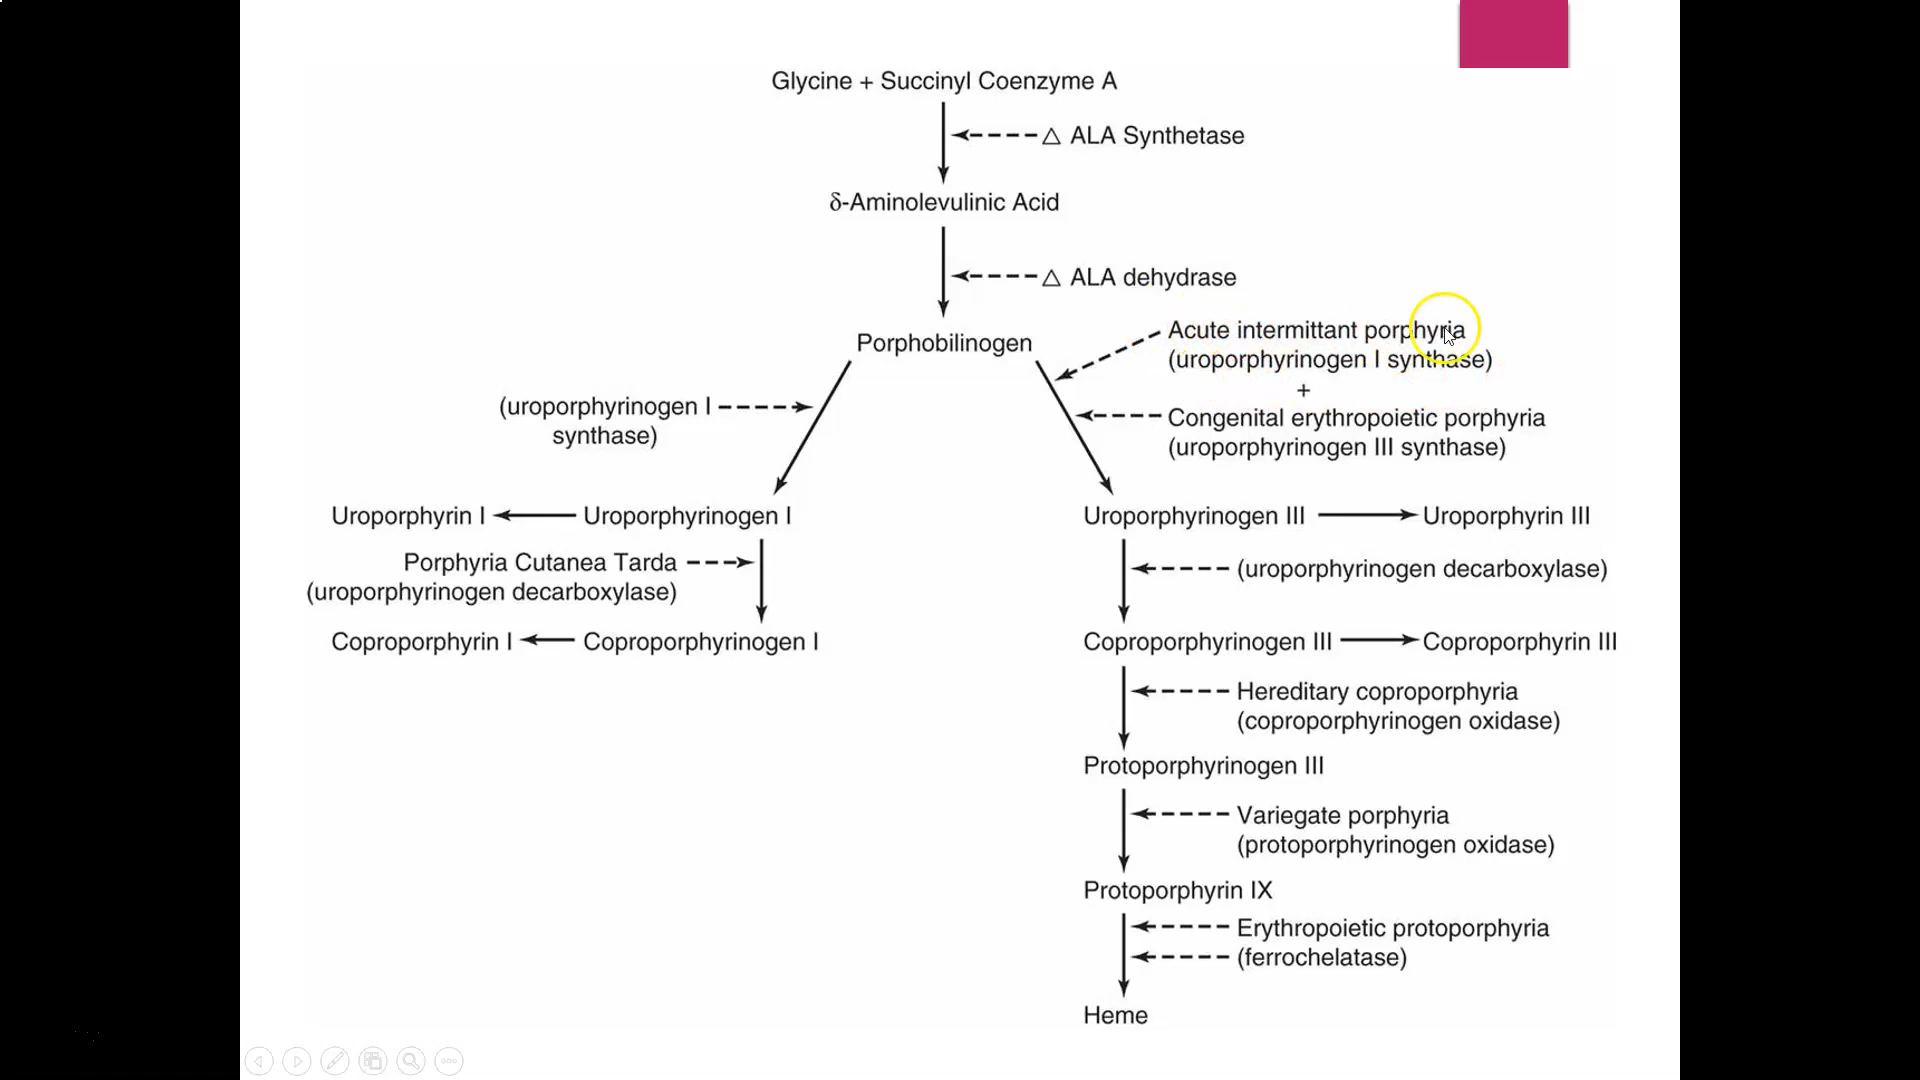 Glycine + Succinyl Coenzyme A
△ ALA Synthetase
δ-Aminolevulinic Acid
△ ALA dehydrase
Porphobilinogen
Acute intermittant porphyria
(uroporphyrinogen I synthase)
+
Congenital erythropoietic porphyria
(uroporphyrinogen III synthase)
(uroporphyrinogen I
synthase)
Uroporphyrin I
Uroporphyrinogen I
Uroporphyrinogen III
Uroporphyrin III
Porphyria Cutanea Tarda
(uroporphyrinogen decarboxylase)
(uroporphyrinogen decarboxylase)
Coproporphyrin I
Coproporphyrinogen I
Coproporphyrinogen III
Coproporphyrin III
Hereditary coproporphyria
(coproporphyrinogen oxidase)
Protoporphyrinogen III
Variegate porphyria
(protoporphyrinogen oxidase)
Protoporphyrin IX
Erythropoietic protoporphyria
(ferrochelatase)
Heme